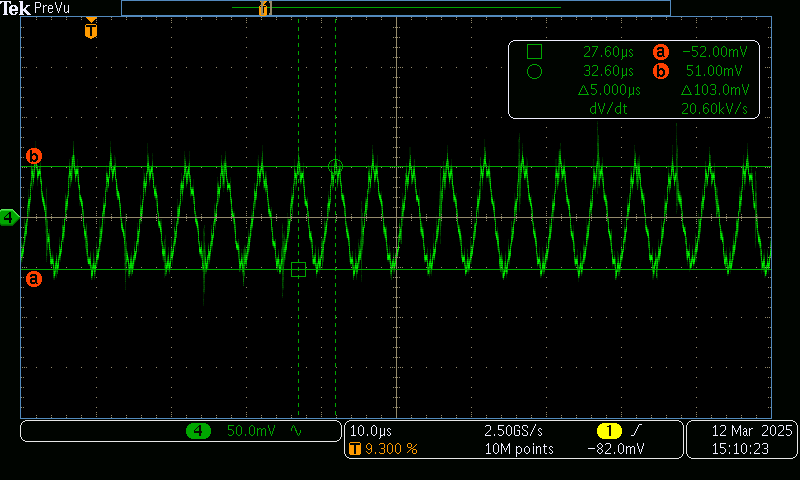 Tek PreVu
T
T
27.60µs a −52.00mV
32.60µs b 51.00mV
Δ5.000µs Δ103.0mV
dV/dt 20.60kV/s
b
4
a
4 50.0mV
10.0µs 2.50GS/s 1
T 9.300 % 10M points −82.0mV
12 Mar 2025
15:10:23